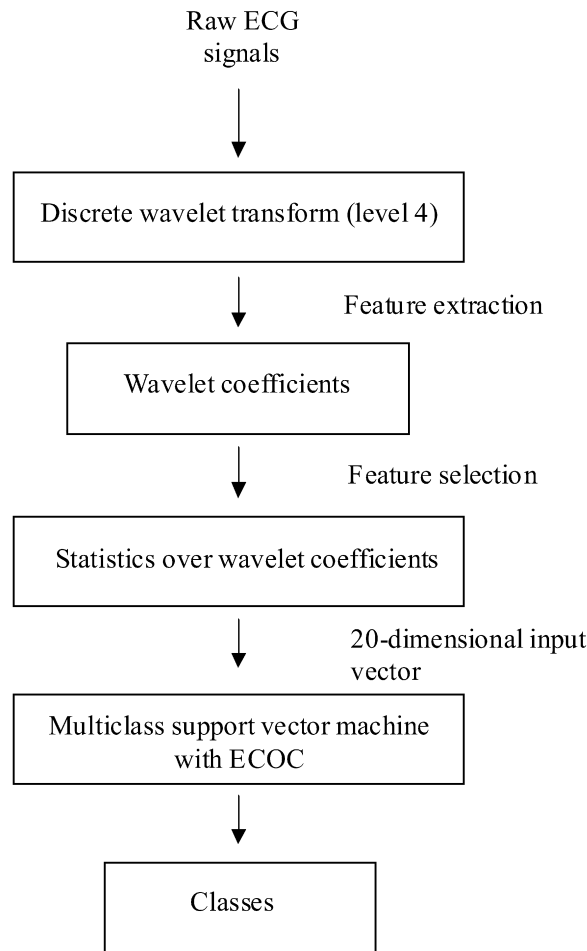 Raw ECG
signals
Discrete wavelet transform (level 4)
Feature extraction
Wavelet coefficients
Feature selection
Statistics over wavelet coefficients
20-dimensional input
vector
Multiclass support vector machine
with ECOC
Classes